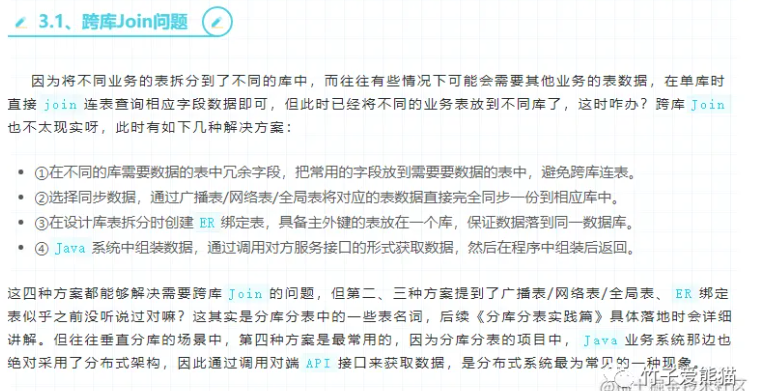 3.1、跨库Join问题
因为将不同业务的表拆分到了不同的库中，而往往有些情况下可能会需要其他业务的表数据，在单库时
直接 join 连表查询相应字段数据即可，但此时已经将不同的业务表放到不同库了，这时咋办？跨库 Join
也不太现实呀，此时有如下几种解决方案：
①在不同的库需要数据的表中冗余字段，把常用的字段放到需要要数据的表中，避免跨库连表。
②选择同步数据，通过广播表/网络表/全局表将对应的表数据直接完全同步一份到相应库中。
③在设计库表拆分时创建 ER 绑定表，具备主外键的表放在一个库，保证数据落到同一数据库。
④ Java 系统中组装数据，通过调用对方服务接口的形式获取数据，然后在程序中组装后返回。
这四种方案都能够解决需要跨库 Join 的问题，但第二、三种方案提到了广播表/网络表/全局表、 ER 绑定
表似乎之前没听说过对嘛？这其实是分库分表中的一些表名词，后续《分库分表实践篇》具体落地时会详细
讲解。但往往垂直分库的场景中，第四种方案是最常用的，因为分库分表的项目中， Java 业务系统那边也
绝对采用了分布式架构，因此通过调用对端 API 接口来获取数据，是分布式系统最为常见的一种现象。
竹子爱熊猫